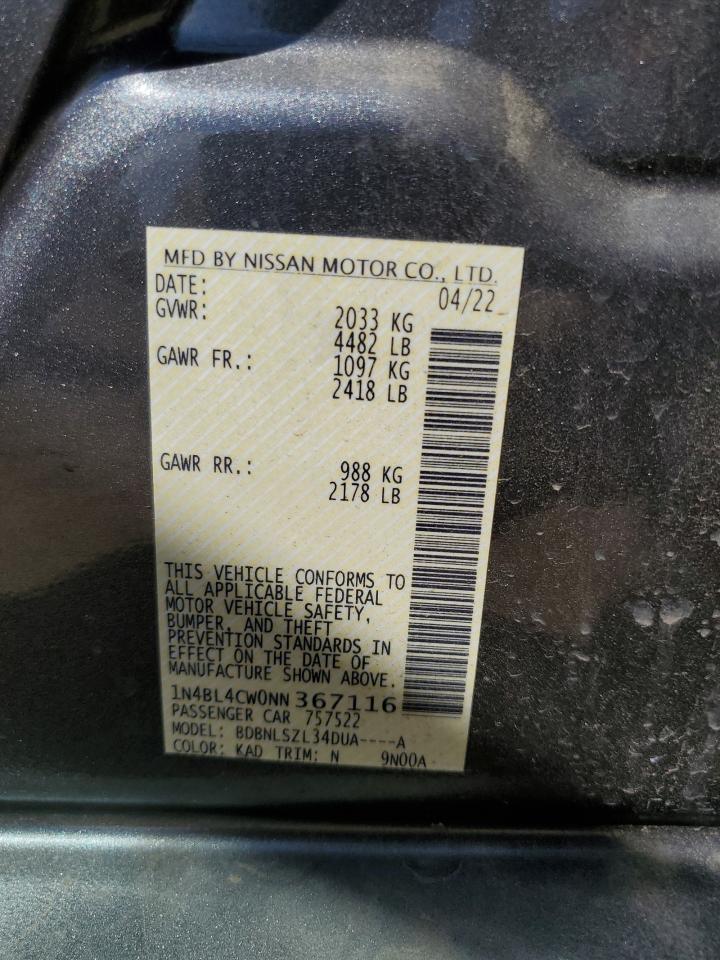 MFD BY NISSAN MOTOR CO., LTD.
DATE: 04/22
GVWR: 2033 KG
4482 LB
GAWR FR.: 1097 KG
2418 LB
GAWR RR.: 988 KG
2178 LB
THIS VEHICLE CONFORMS TO
ALL APPLICABLE FEDERAL
MOTOR VEHICLE SAFETY,
BUMPER, AND THEFT
PREVENTION STANDARDS IN
EFFECT ON THE DATE OF
MANUFACTURE SHOWN ABOVE.
1N4BL4CW0NN367116
PASSENGER CAR 757522
MODEL: BDBNLSZL34DUA----A
COLOR: KAD TRIM: N 9N00A